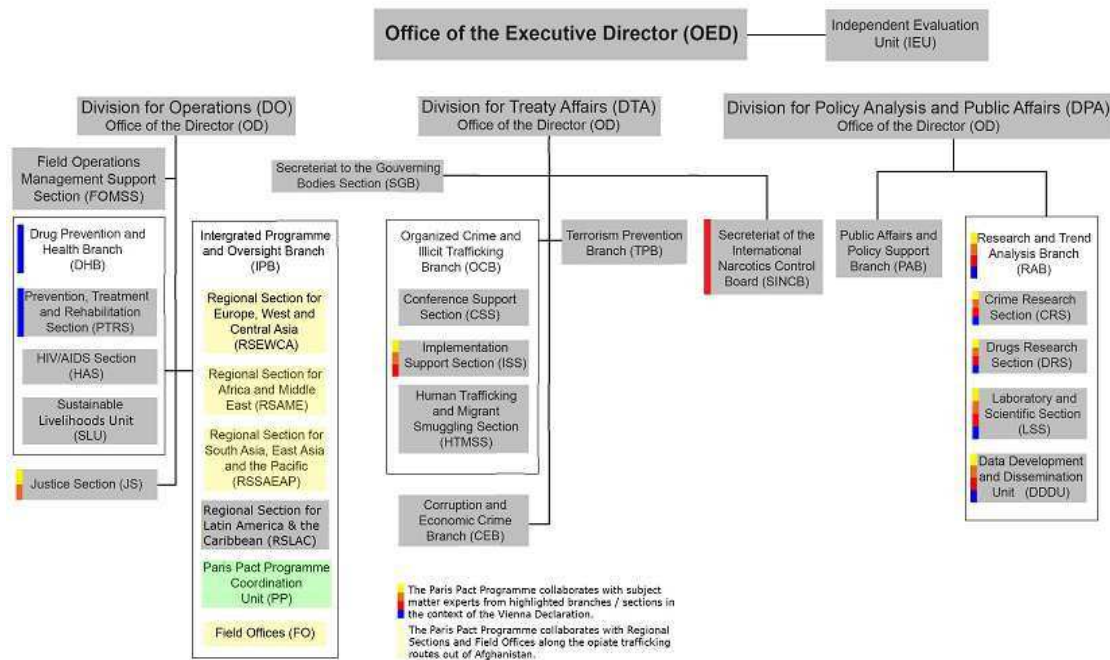 Office of the Executive Director (OED)
Independent Evaluation
Unit (IEU)
Division for Operations (DO)
Office of the Director (OD)
Division for Treaty Affairs (DTA)
Office of the Director (OD)
Division for Policy Analysis and Public Affairs (DPA)
Office of the Director (OD)
Field Operations
Management Support
Section (FOMSS)
Drug Prevention and
Health Branch
(DHB)
Prevention, Treatment
and Rehabilitation
Section (PTRS)
HIV/AIDS Section
(HAS)
Sustainable
Livelihoods Unit
(SLU)
Justice Section (JS)
Intergrated Programme
and Oversight Branch
(IPB)
Regional Section for
Europe, West and
Central Asia
(RSEWCA)
Regional Section for
Africa and Middle
East (RSAME)
Regional Section for
South Asia, East Asia
and the Pacific
(RSSAEAP)
Regional Section for
Latin America & the
Caribbean (RSLAC)
Paris Pact Programme
Coordination
Unit (PP)
Field Offices (FO)
Secreteriat to the Gouverning
Bodies Section (SGB)
Organized Crime and
Illicit Trafficking
Branch (OCB)
Conference Support
Section (CSS)
Implementation
Support Section (ISS)
Human Trafficking
and Migrant
Smuggling Section
(HTMSS)
Corruption and
Economic Crime
Branch (CEB)
Terrorism Prevention
Branch (TPB)
Secreteriat of the
International
Narcotics Control
Board (SINCB)
Public Affairs and
Policy Support
Branch (PAB)
Research and Trend
Analysis Branch
(RAB)
Crime Research
Section (CRS)
Drugs Research
Section (DRS)
Laboratory and
Scientific Section
(LSS)
Data Development
and Dissemination
Unit (DDDU)
The Paris Pact Programme collaborates with subject
matter experts from highlighted branches / sections in
the context of the Vienna Declaration.
The Paris Pact Programme collaborates with Regional
Sections and Field Offices along the opiate trafficking
routes out of Afghanistan.